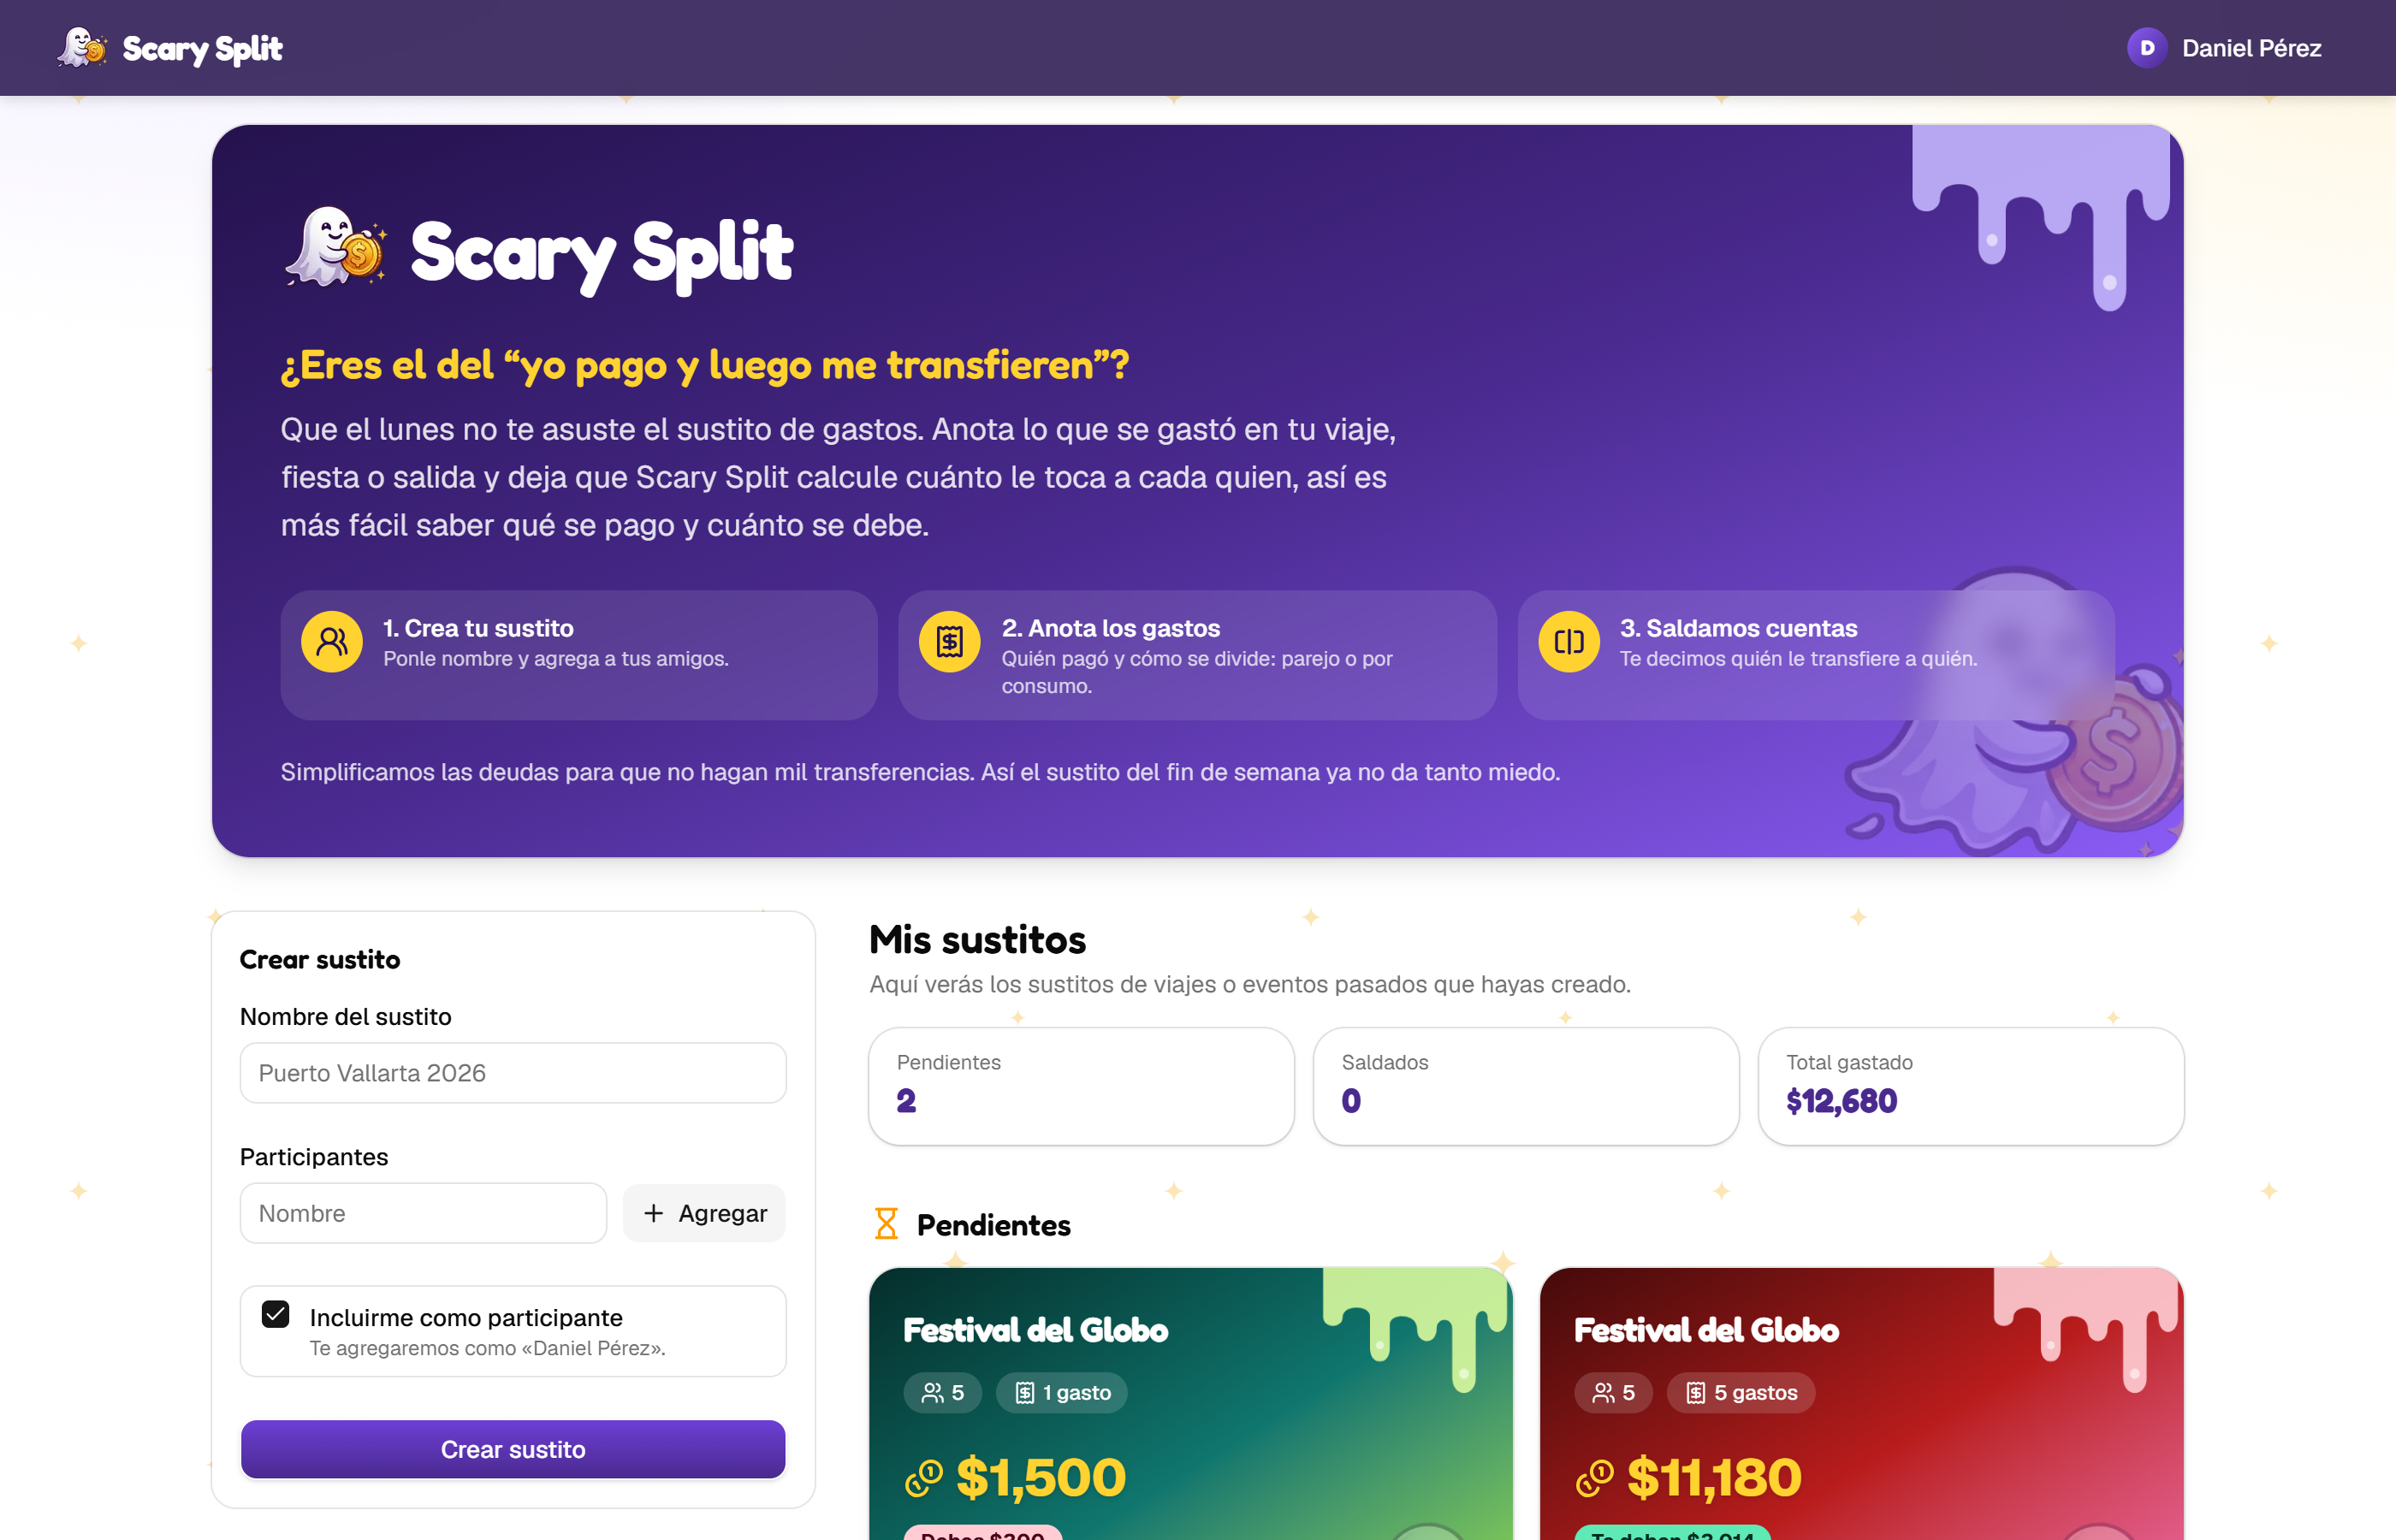 Scary Split
D Daniel Pérez
Scary Split
¿Eres el del “yo pago y luego me transfieren”?
Que el lunes no te asuste el sustito de gastos. Anota lo que se gastó en tu viaje,
fiesta o salida y deja que Scary Split calcule cuánto le toca a cada quien, así es
más fácil saber qué se pago y cuánto se debe.
1. Crea tu sustito
Ponle nombre y agrega a tus amigos.
2. Anota los gastos
Quién pagó y cómo se divide: parejo o por
consumo.
3. Saldamos cuentas
Te decimos quién le transfiere a quién.
Simplificamos las deudas para que no hagan mil transferencias. Así el sustito del fin de semana ya no da tanto miedo.
Crear sustito
Nombre del sustito
Puerto Vallarta 2026
Participantes
Nombre
+ Agregar
Incluirme como participante
Te agregaremos como «Daniel Pérez».
Crear sustito
Mis sustitos
Aquí verás los sustitos de viajes o eventos pasados que hayas creado.
Pendientes
2
Saldados
0
Total gastado
$12,680
Pendientes
Festival del Globo
5
1 gasto
$1,500
Debes $300
Festival del Globo
5
5 gastos
$11,180
Te deben $2,014